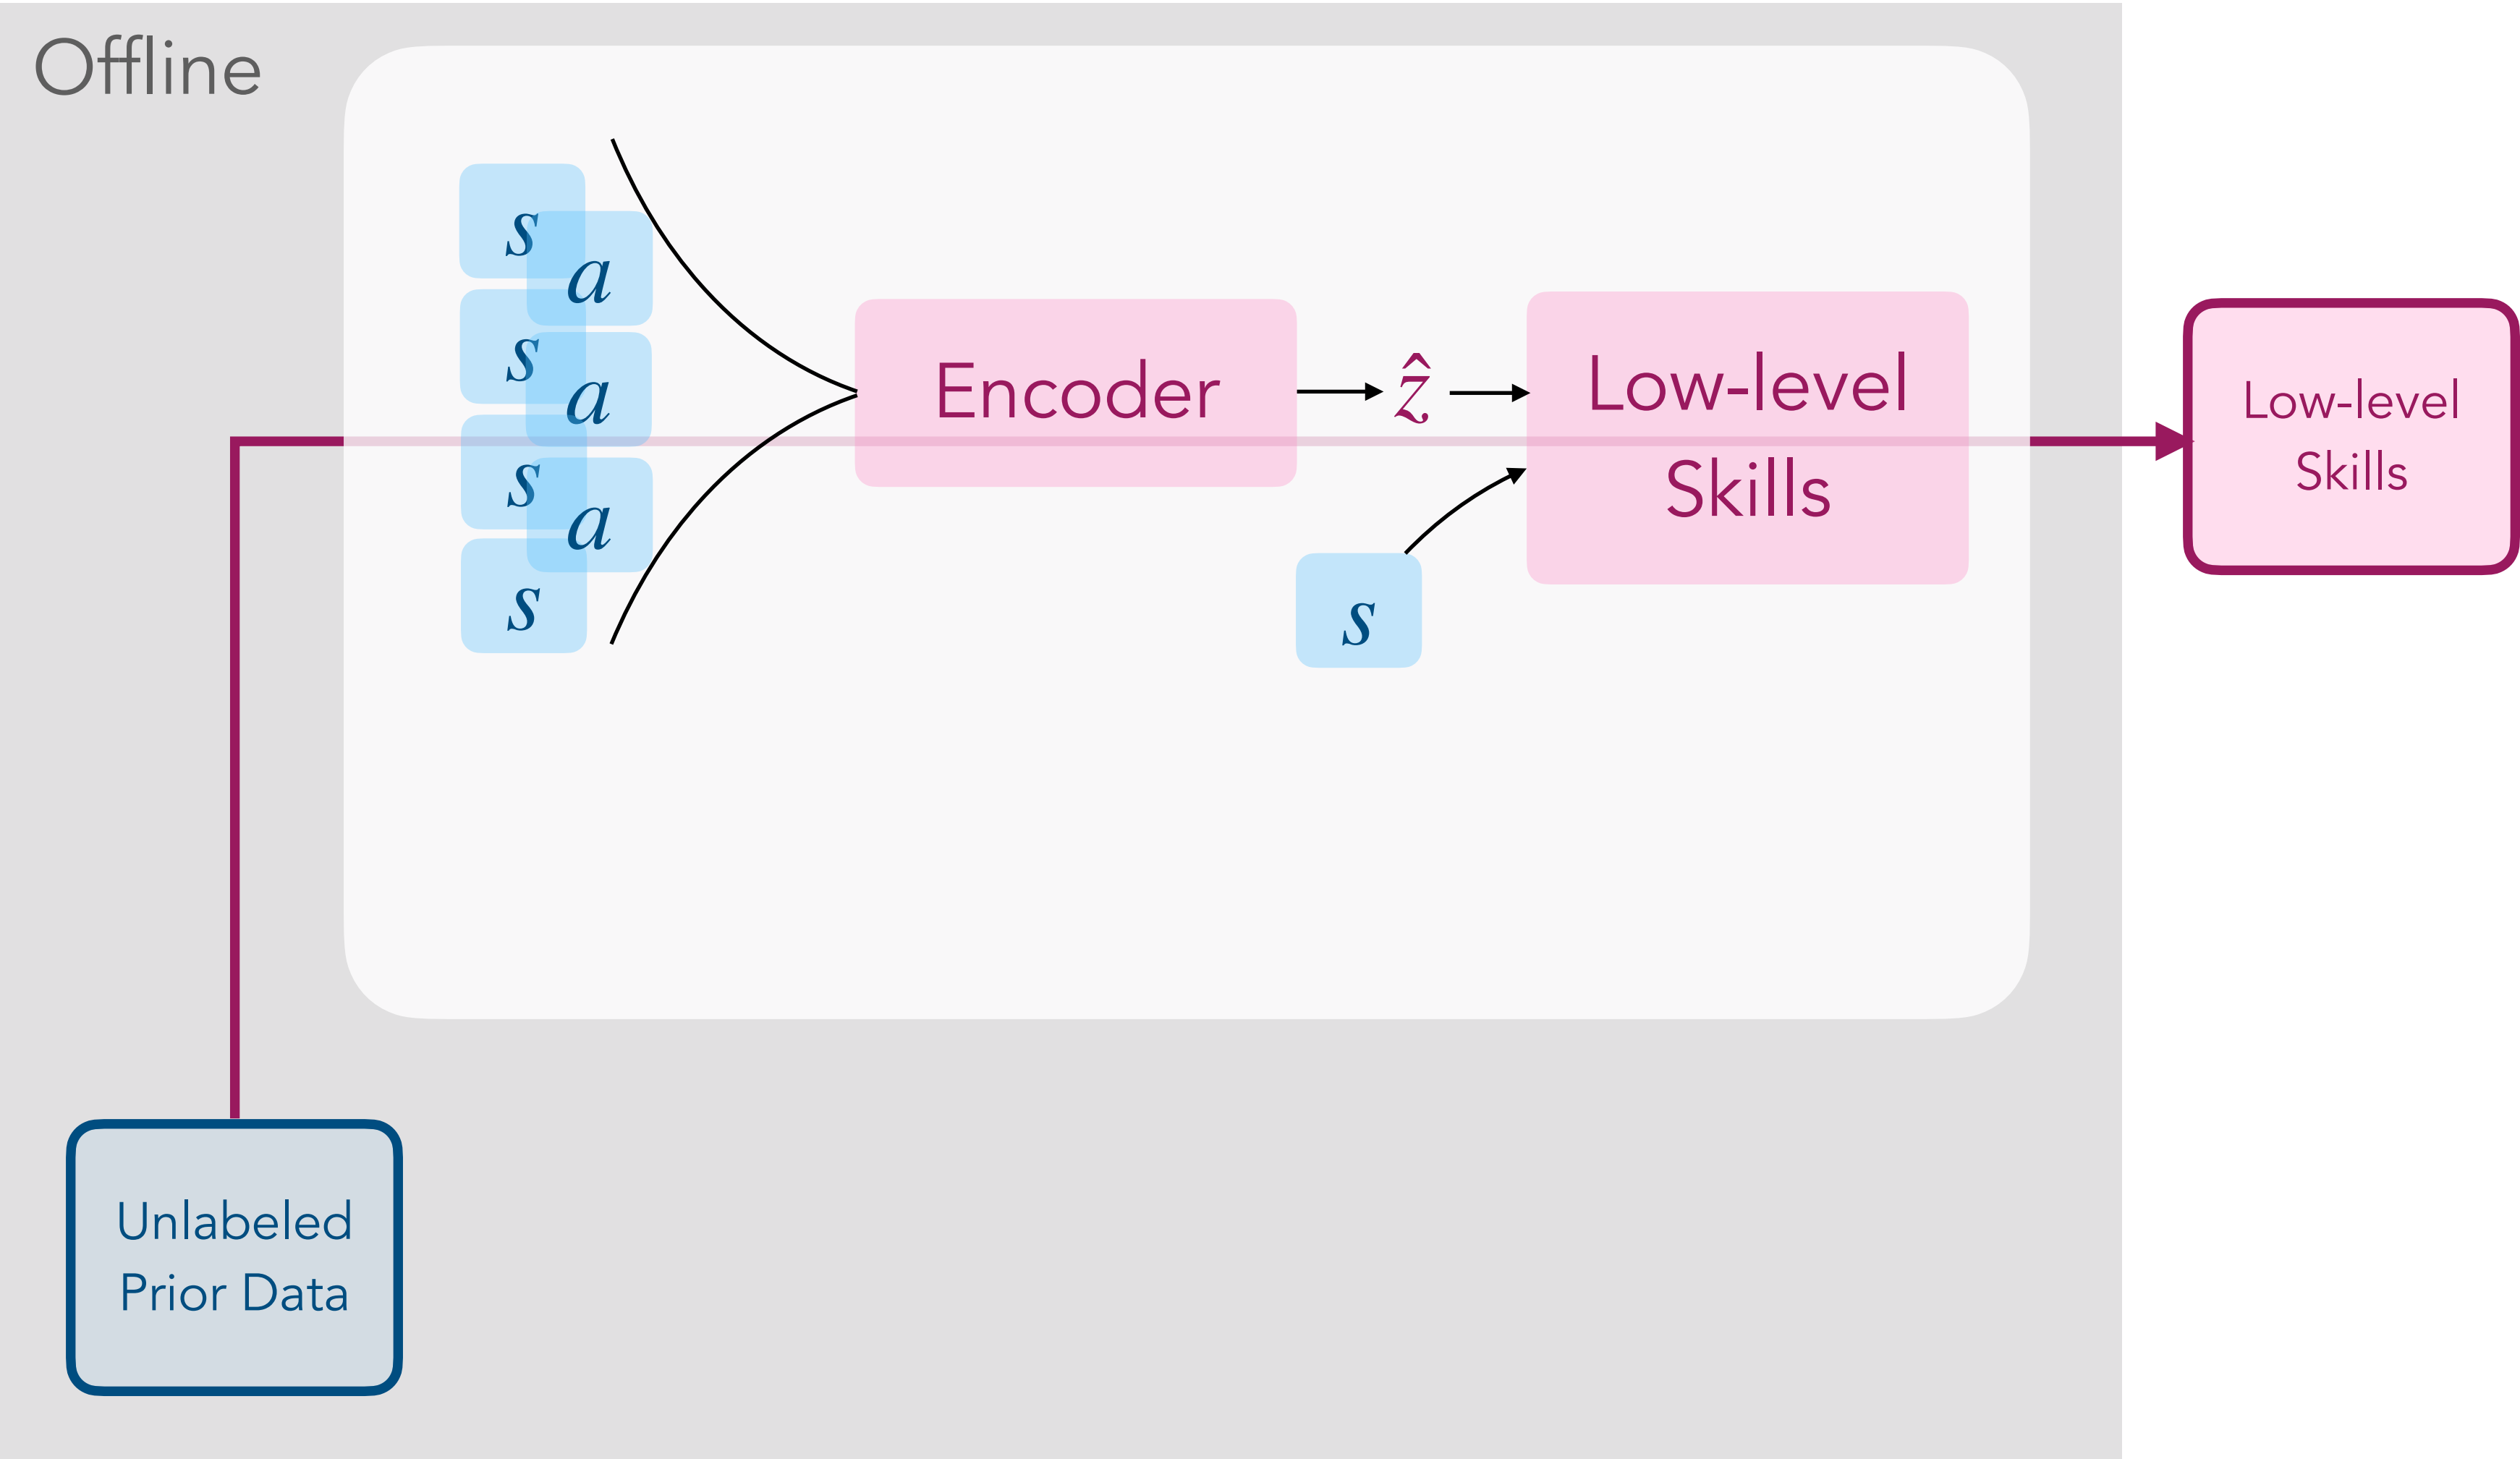 Offline
s
a
s
a
s
a
s
Encoder
ẑ
Low-level
Skills
s
Low-level
Skills
Unlabeled
Prior Data